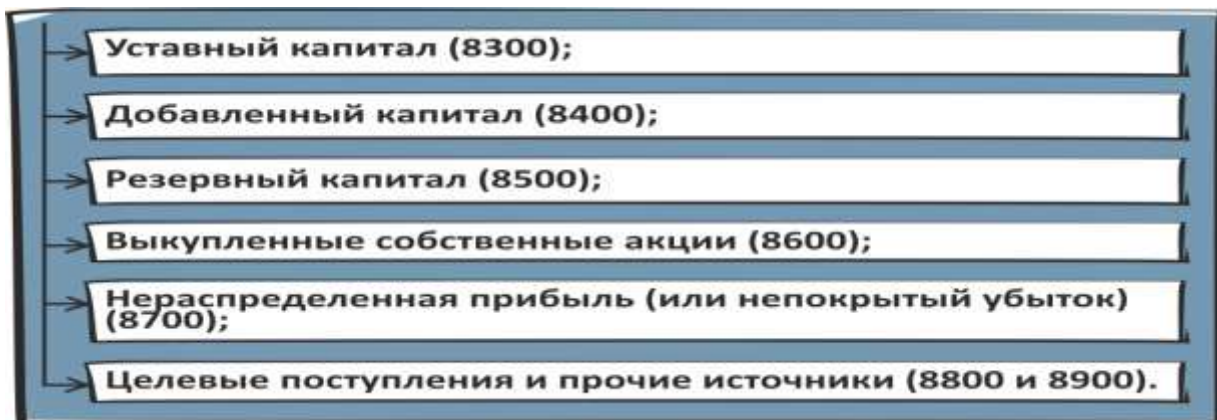 Уставный капитал (8300);
Добавленный капитал (8400);
Резервный капитал (8500);
Выкупленные собственные акции (8600);
Нераспределенная прибыль (или непокрытый убыток)
(8700);
Целевые поступления и прочие источники (8800 и 8900).